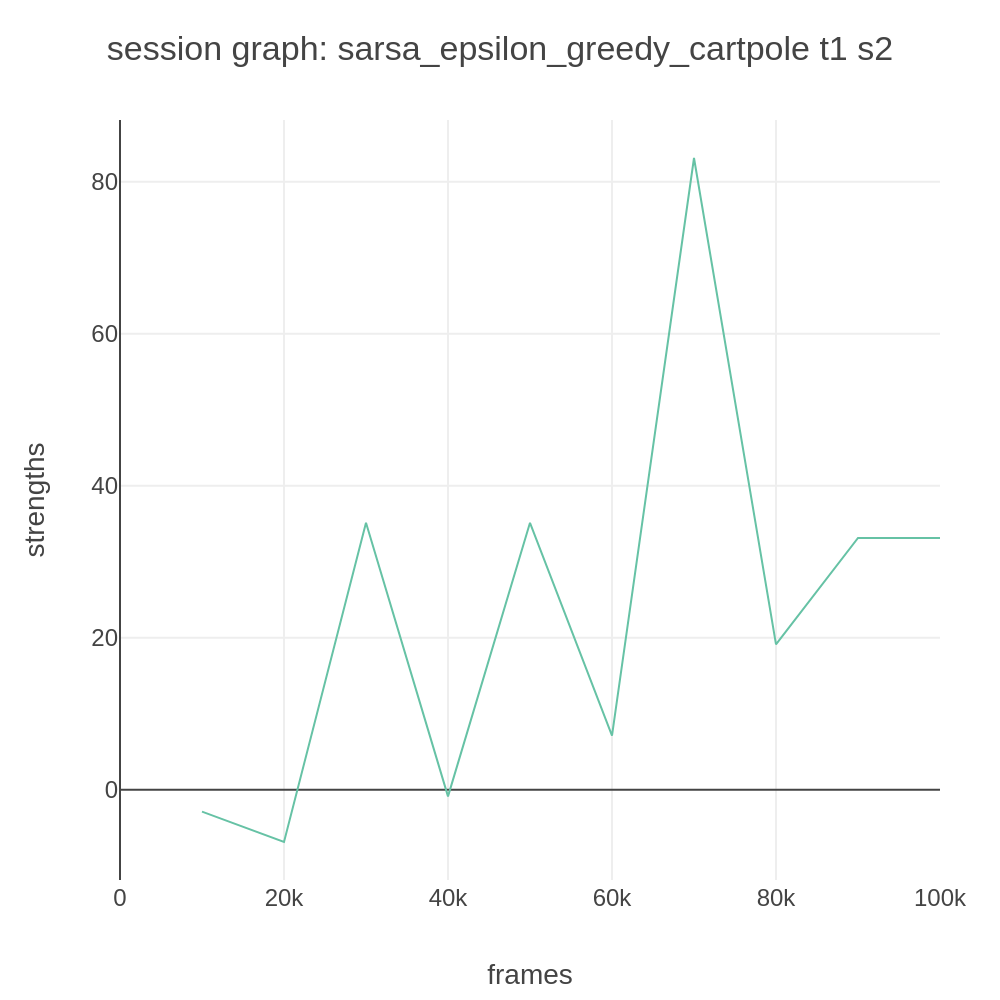 session graph: sarsa_epsilon_greedy_cartpole t1 s2
80
60
40
20
0
strengths
0
20k
40k
60k
80k
100k
frames